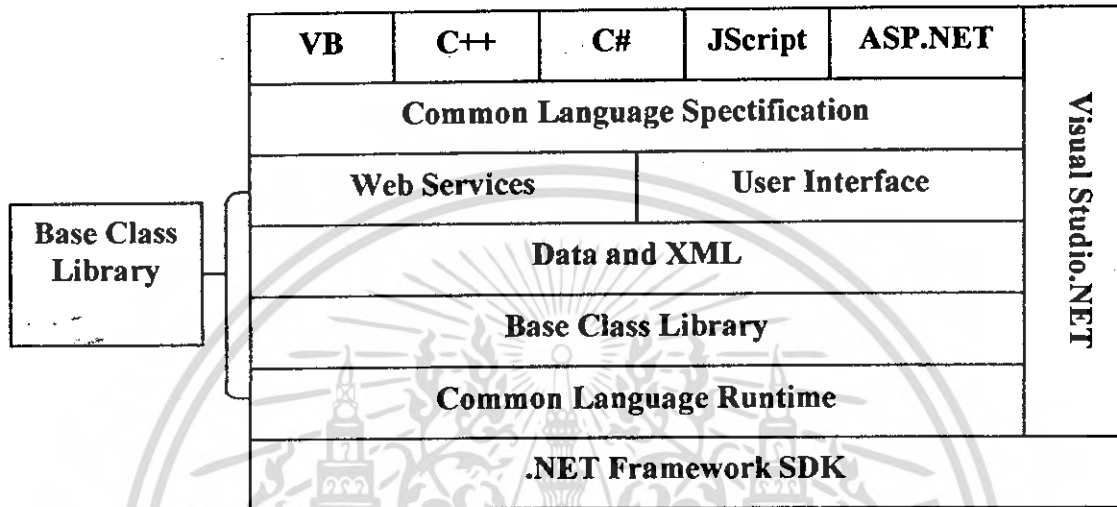 VB C++ C# JScript ASP.NET
Common Language Spectification
Web Services User Interface
Data and XML
Base Class Library
Common Language Runtime
.NET Framework SDK
Visual Studio.NET
Base Class
Library